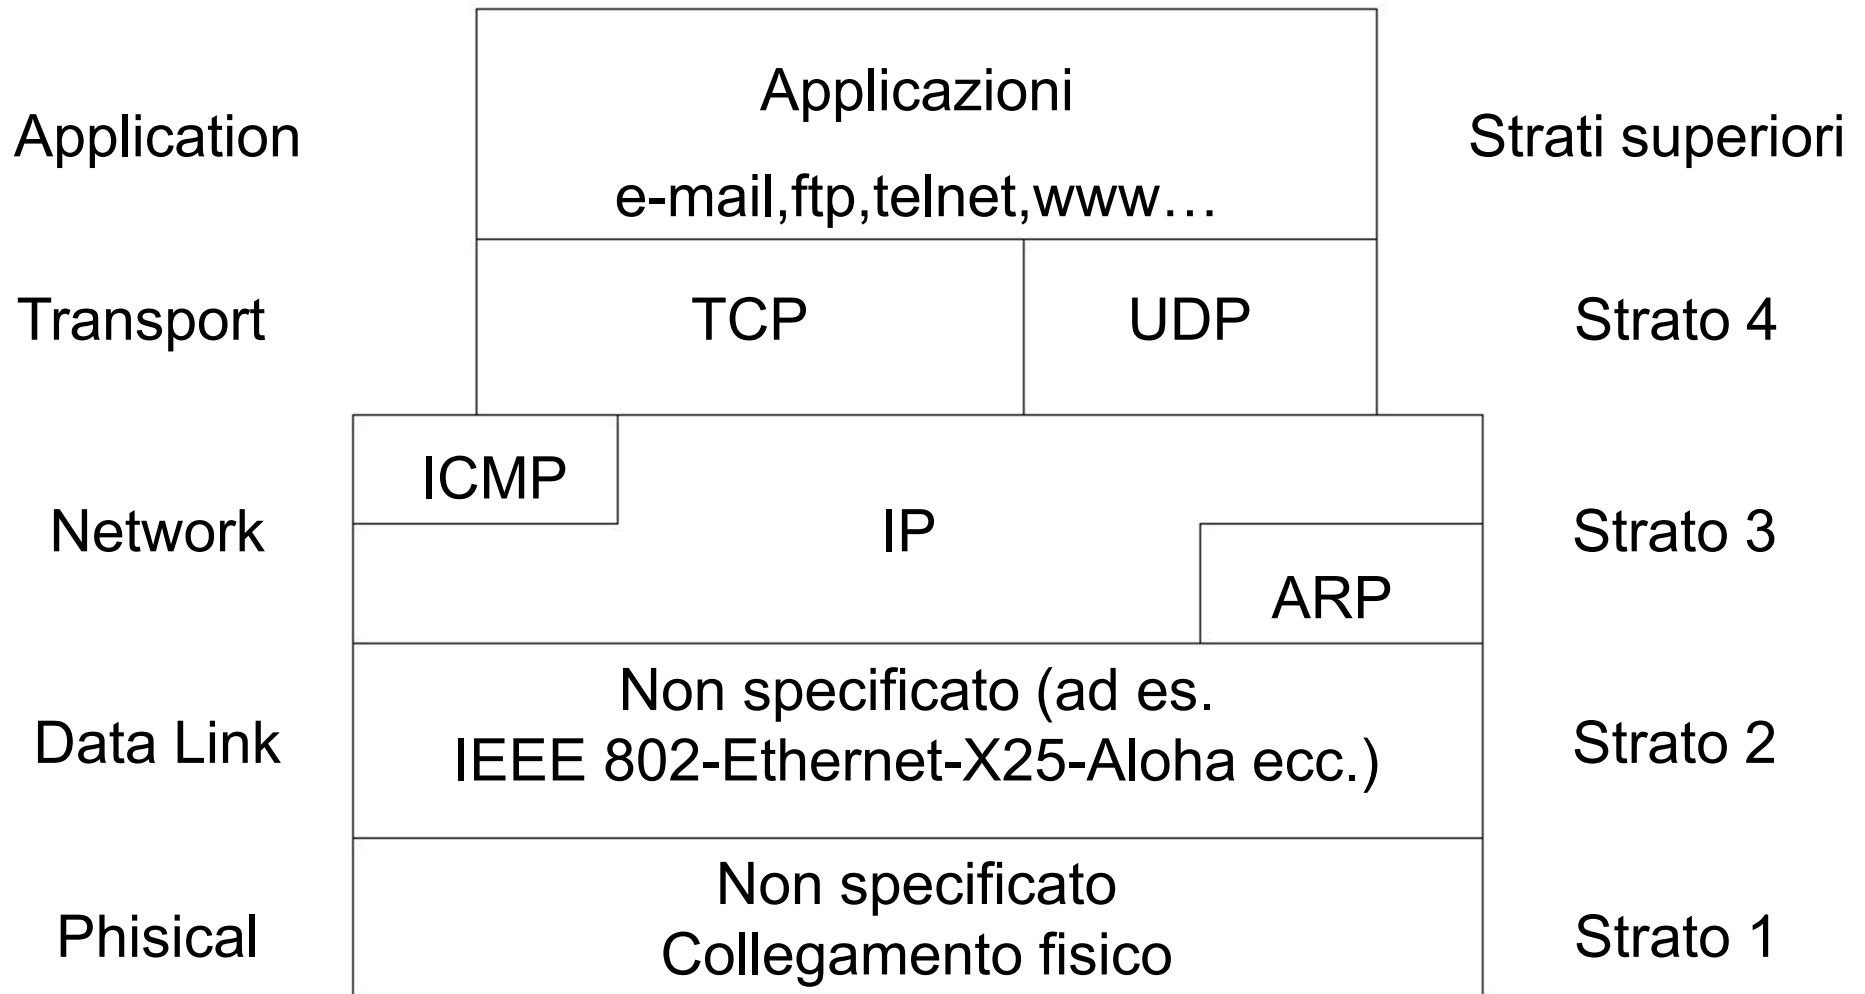 Application
Applicazioni
e-mail,ftp,telnet,www…
Strati superiori
Transport
TCP
UDP
Strato 4
Network
ICMP
IP
ARP
Strato 3
Data Link
Non specificato (ad es.
IEEE 802-Ethernet-X25-Aloha ecc.)
Strato 2
Phisical
Non specificato
Collegamento fisico
Strato 1